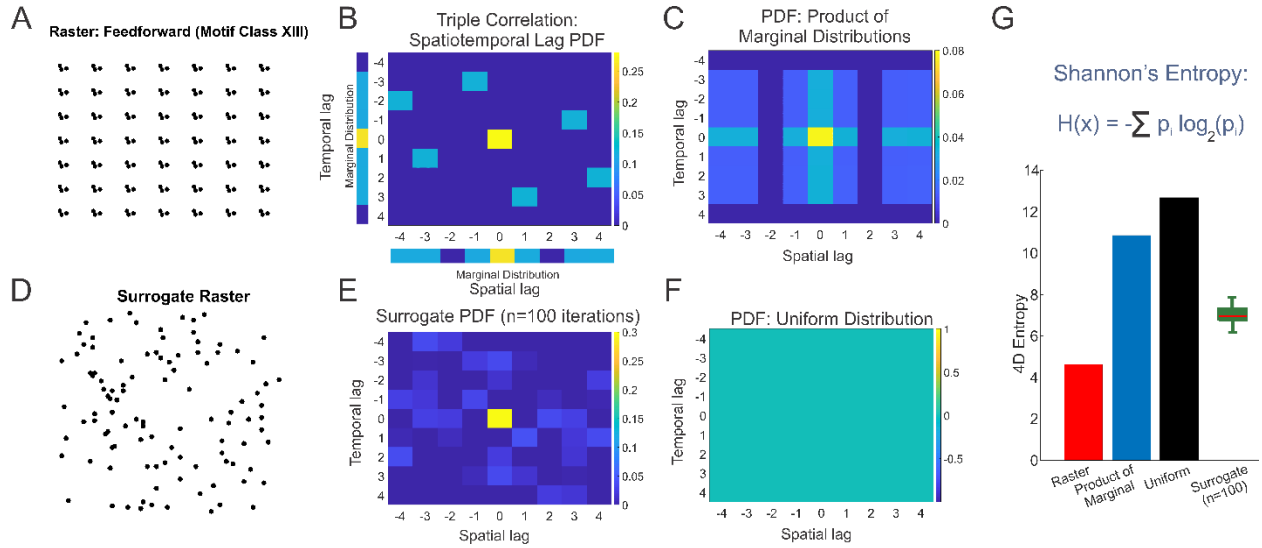 A
Raster: Feedforward (Motif Class XIII)
B
Triple Correlation:
Spatiotemporal Lag PDF
Temporal lag
Marginal Distribution
-4
-3
-2
-1
0
1
2
3
4
0.25
0.2
0.15
0.1
0.05
0
-4 -3 -2 -1 0 1 2 3 4
Marginal Distribution
Spatial lag
C
PDF: Product of
Marginal Distributions
Temporal lag
-4
-3
-2
-1
0
1
2
3
4
0.08
0.06
0.04
0.02
0
-4 -3 -2 -1 0 1 2 3 4
Spatial lag
D
Surrogate Raster
E
Surrogate PDF (n=100 iterations)
Temporal lag
-4
-3
-2
-1
0
1
2
3
4
0.3
0.25
0.2
0.15
0.1
0.05
0
-4 -3 -2 -1 0 1 2 3 4
Spatial lag
F
PDF: Uniform Distribution
Temporal lag
-4
-3
-2
-1
0
1
2
3
4
1
0.5
0
-0.5
-4 -3 -2 -1 0 1 2 3 4
Spatial lag
G
Shannon's Entropy:
H(x) = -∑ pᵢ log₂(pᵢ)
4D Entropy
14
12
10
8
6
4
2
0
Raster
Product of
Marginal
Uniform
Surrogate
(n=100)